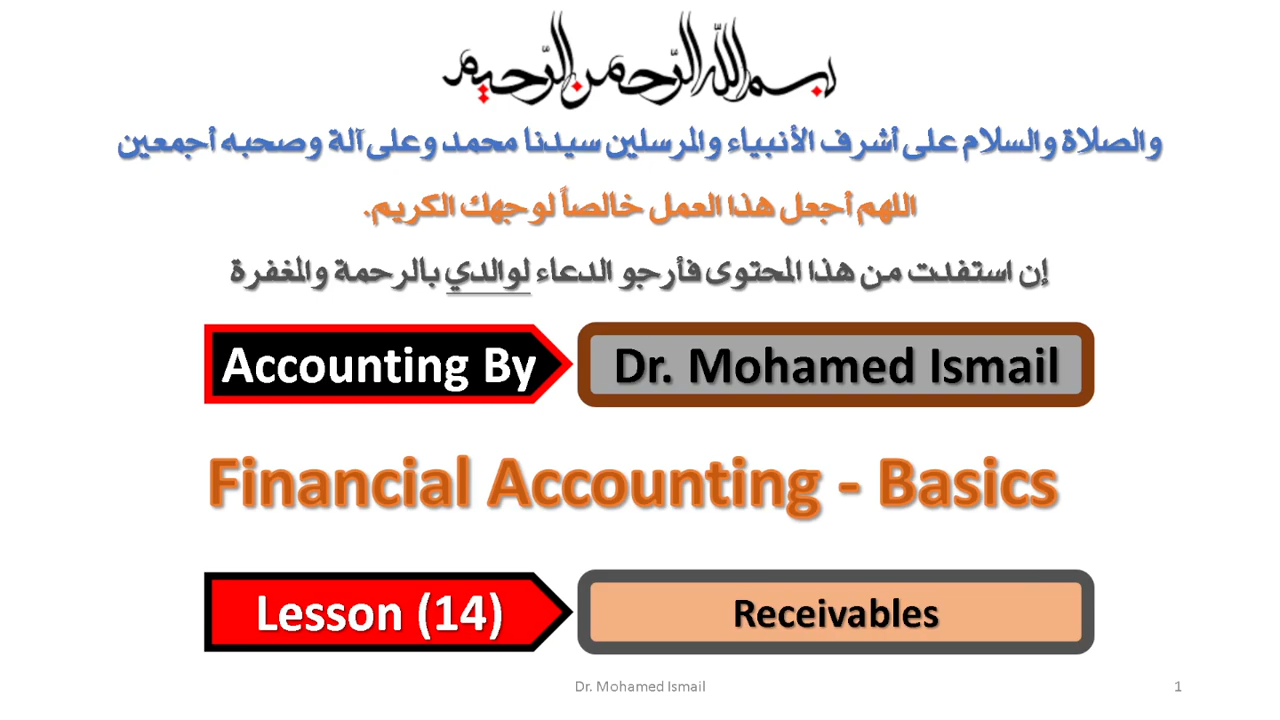 بسم الله الرحمن الرحيم
والصلاة والسلام على أشرف الأنبياء والمرسلين سيدنا محمد وعلى آلة وصحبه أجمعين
اللهم أجعل هذا العمل خالصاً لوجهك الكريم.
إن استفدت من هذا المحتوى فأرجو الدعاء لوالدي بالرحمة والمغفرة
Accounting By Dr. Mohamed Ismail
Financial Accounting - Basics
Lesson (14) Receivables
Dr. Mohamed Ismail 1